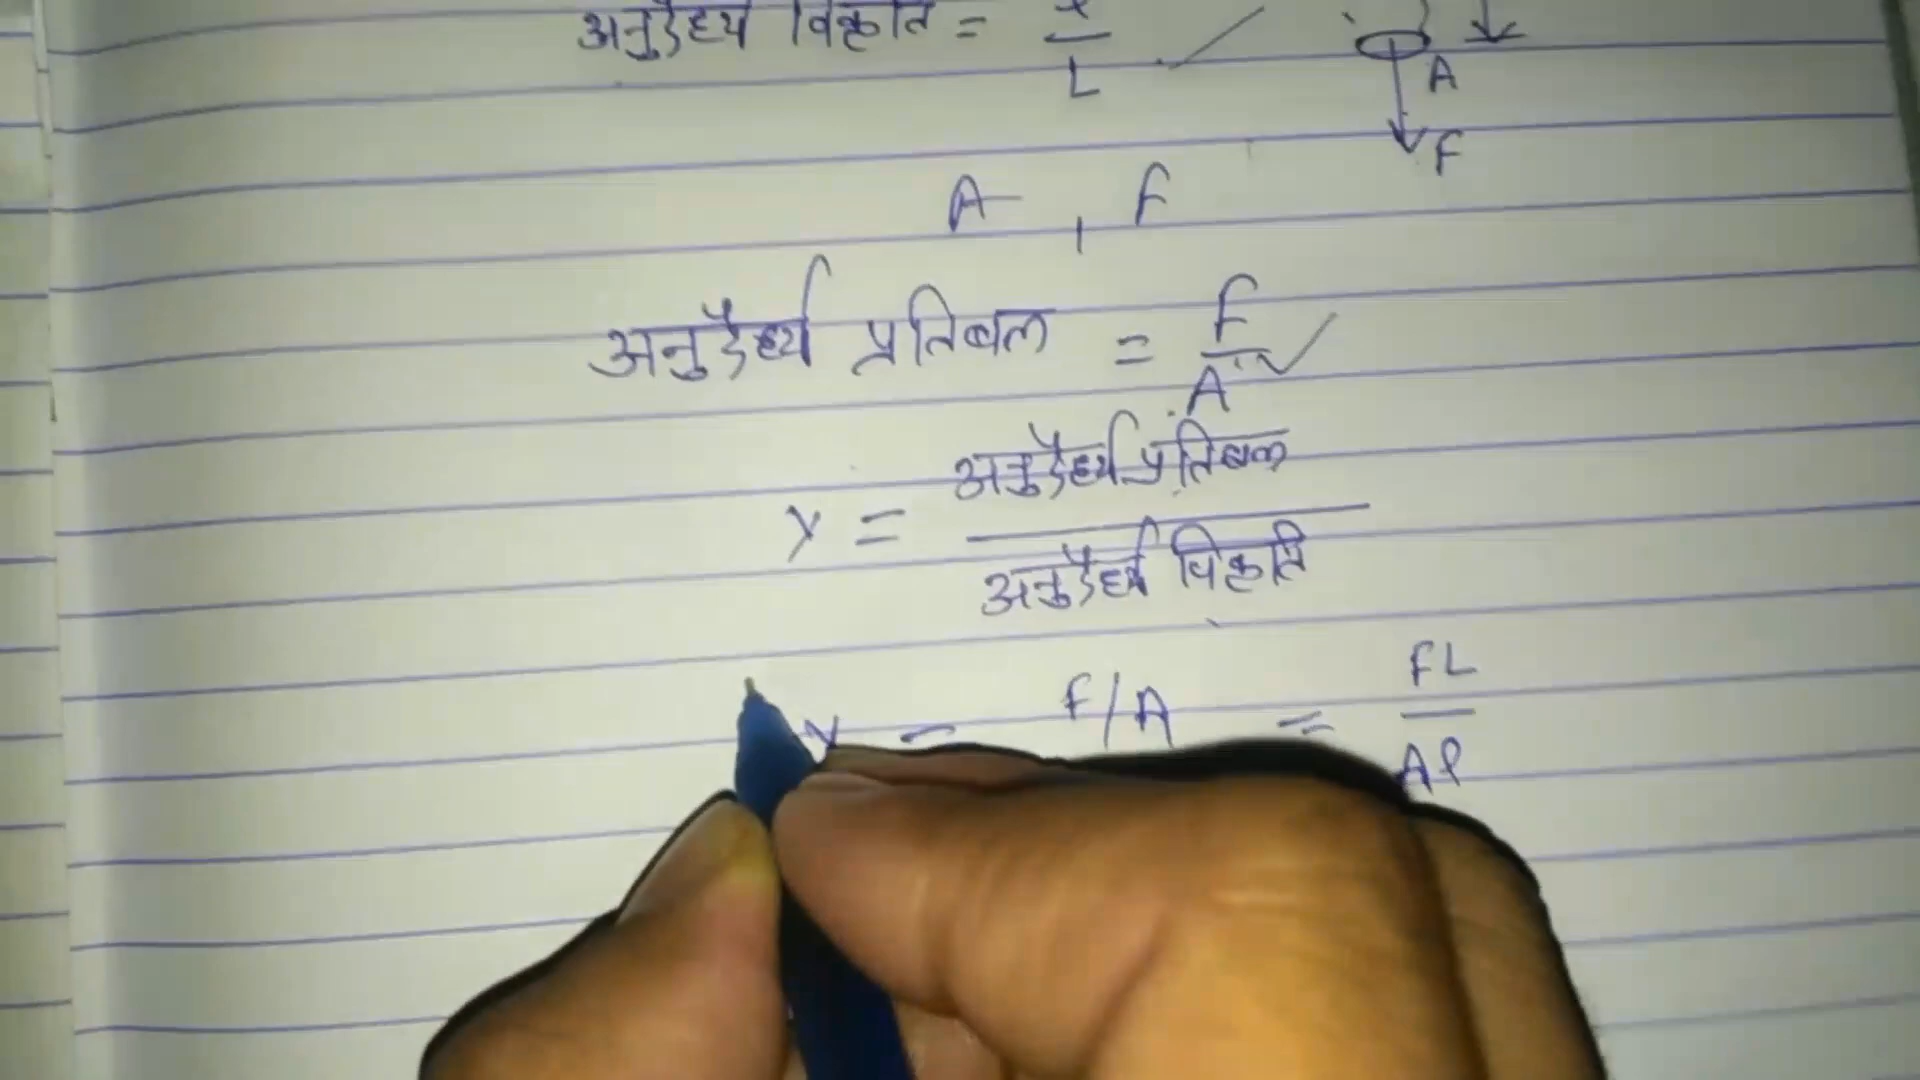 अनुदैर्ध्य विकृति = l/L
A
F
A , F
अनुदैर्ध्य प्रतिबल = F/A
Y = अनुदैर्ध्य प्रतिबल / अनुदैर्ध्य विकृति
Y = F/A = FL/Al